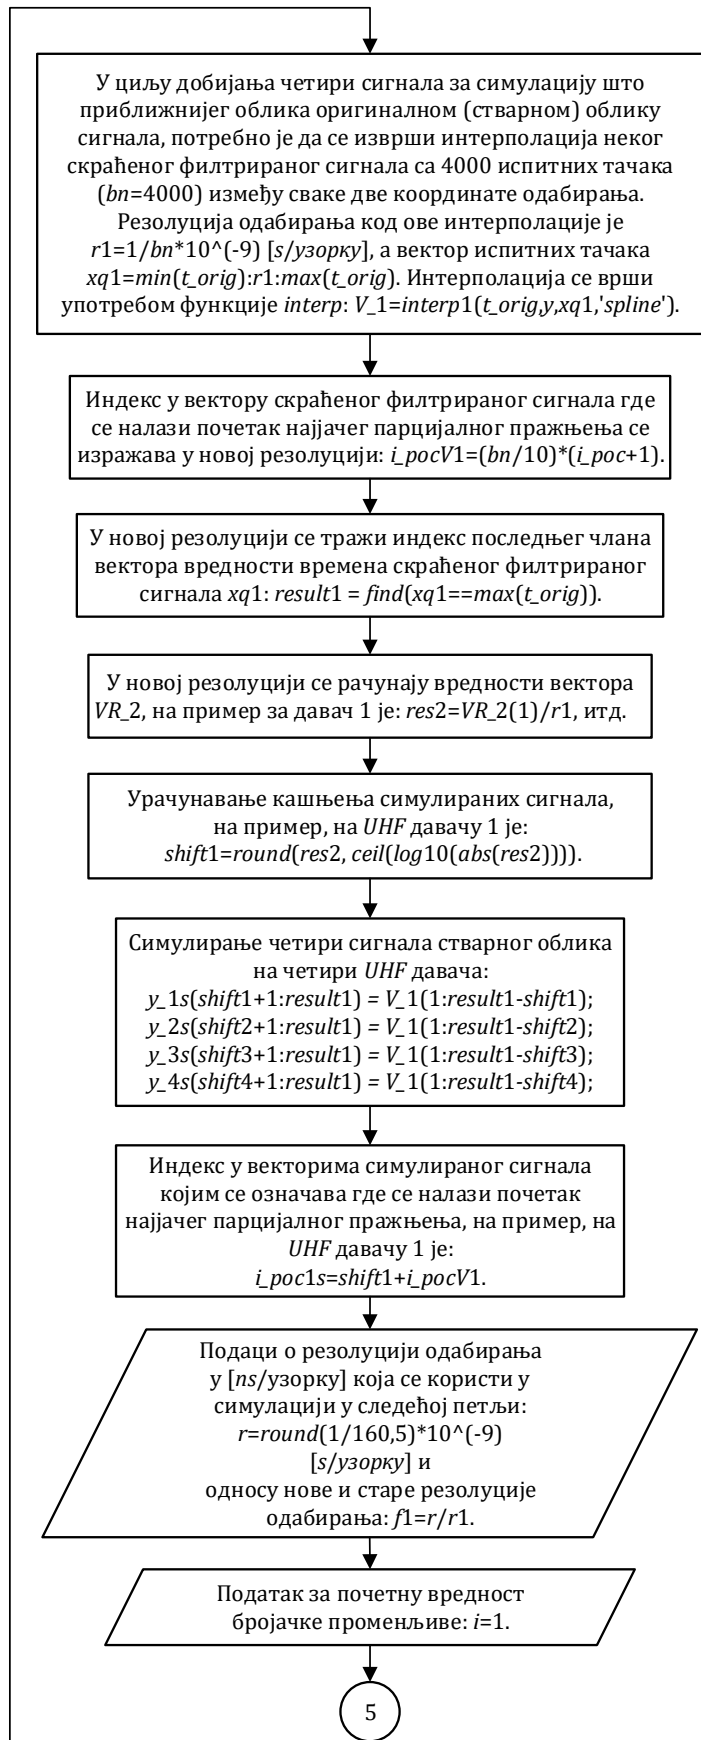 У циљу добијања четири сигнала за симулацију што
приближнијег облика оригиналном (стварном) облику
сигнала, потребно је да се изврши интерполација неког
скраћеног филтрираног сигнала са 4000 испитних тачака
(bn=4000) између сваке две координате одабирања.
Резолуција одабирања код ове интерполације је
r1=1/bn*10^(-9) [s/узорку], а вектор испитних тачака
xq1=min(t_orig):r1:max(t_orig). Интерполација се врши
употребом функције interp: V_1=interp1(t_orig,y,xq1,'spline').
Индекс у вектору скраћеног филтрираног сигнала где
се налази почетак најјачег парцијалног пражњења се
изражава у новој резолуцији: i_pocV1=(bn/10)*(i_poc+1).
У новој резолуцији се тражи индекс последњег члана
вектора вредности времена скраћеног филтрираног
сигнала xq1: result1 = find(xq1==max(t_orig)).
У новој резолуцији се рачунају вредности вектора
VR_2, на пример за давач 1 је: res2=VR_2(1)/r1, итд.
Урачунавање кашњења симулираних сигнала,
на пример, на UHF давачу 1 је:
shift1=round(res2, ceil(log10(abs(res2)))).
Симулирање четири сигнала стварног облика
на четири UHF давача:
y_1s(shift1+1:result1) = V_1(1:result1-shift1);
y_2s(shift2+1:result1) = V_1(1:result1-shift2);
y_3s(shift3+1:result1) = V_1(1:result1-shift3);
y_4s(shift4+1:result1) = V_1(1:result1-shift4);
Индекс у векторима симулираног сигнала
којим се означава где се налази почетак
најјачег парцијалног пражњења, на пример, на
UHF давачу 1 је:
i_poc1s=shift1+i_pocV1.
Подаци о резолуцији одабирања
у [ns/узорку] која се користи у
симулацији у следећој петљи:
r=round(1/160,5)*10^(-9)
[s/узорку] и
односу нове и старе резолуције
одабирања: f1=r/r1.
Податак за почетну вредност
бројачке променљиве: i=1.
5